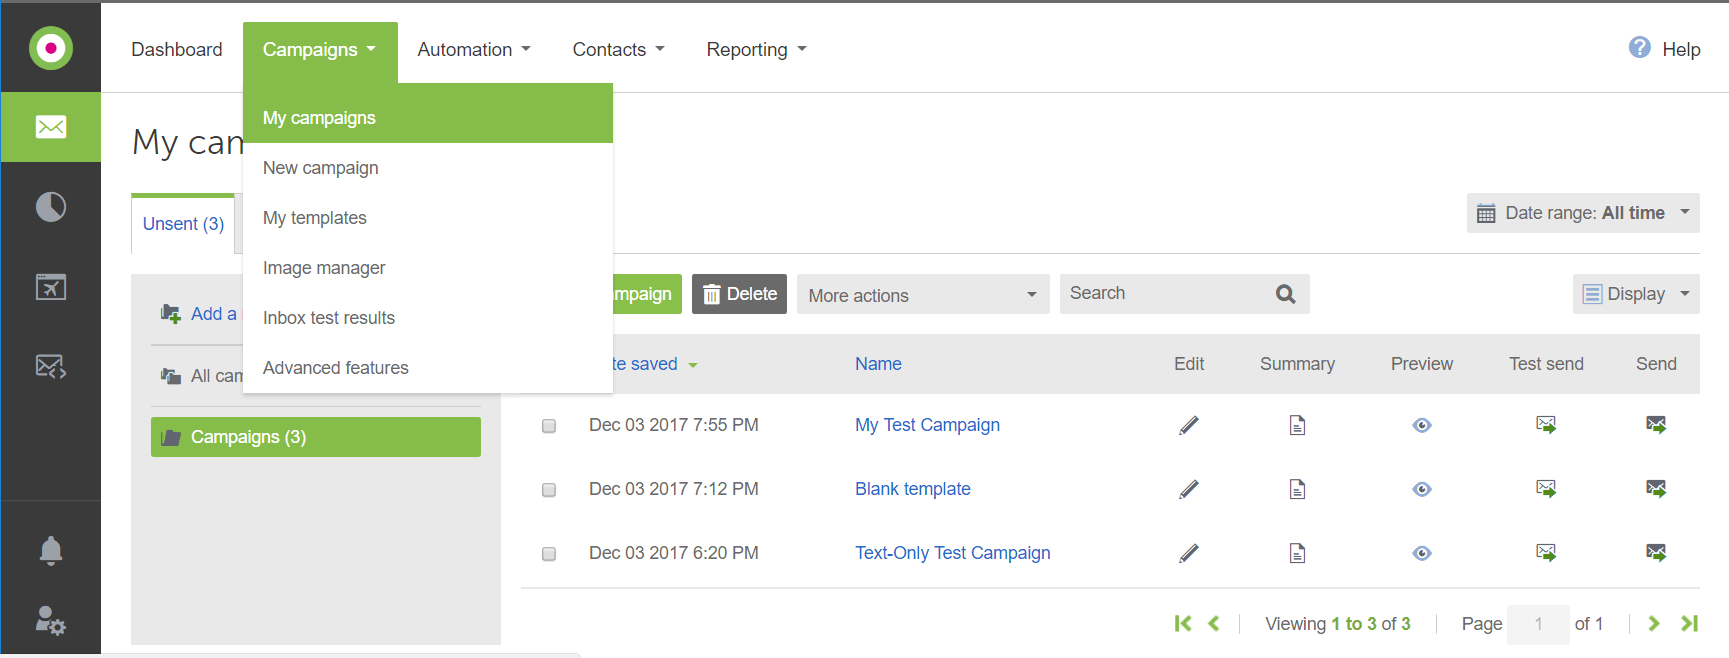 Dashboard
Campaigns
Automation
Contacts
Reporting
Help
My campaigns
New campaign
My templates
Image manager
Inbox test results
Advanced features
My
Unsent (3)
Date range: All time
Add a
All
Campaigns (3)
Delete
More actions
Search
Display
saved
Name
Edit
Summary
Preview
Test send
Send
Dec 03 2017 7:55 PM
My Test Campaign
Dec 03 2017 7:12 PM
Blank template
Dec 03 2017 6:20 PM
Text-Only Test Campaign
Viewing 1 to 3 of 3
Page 1 of 1